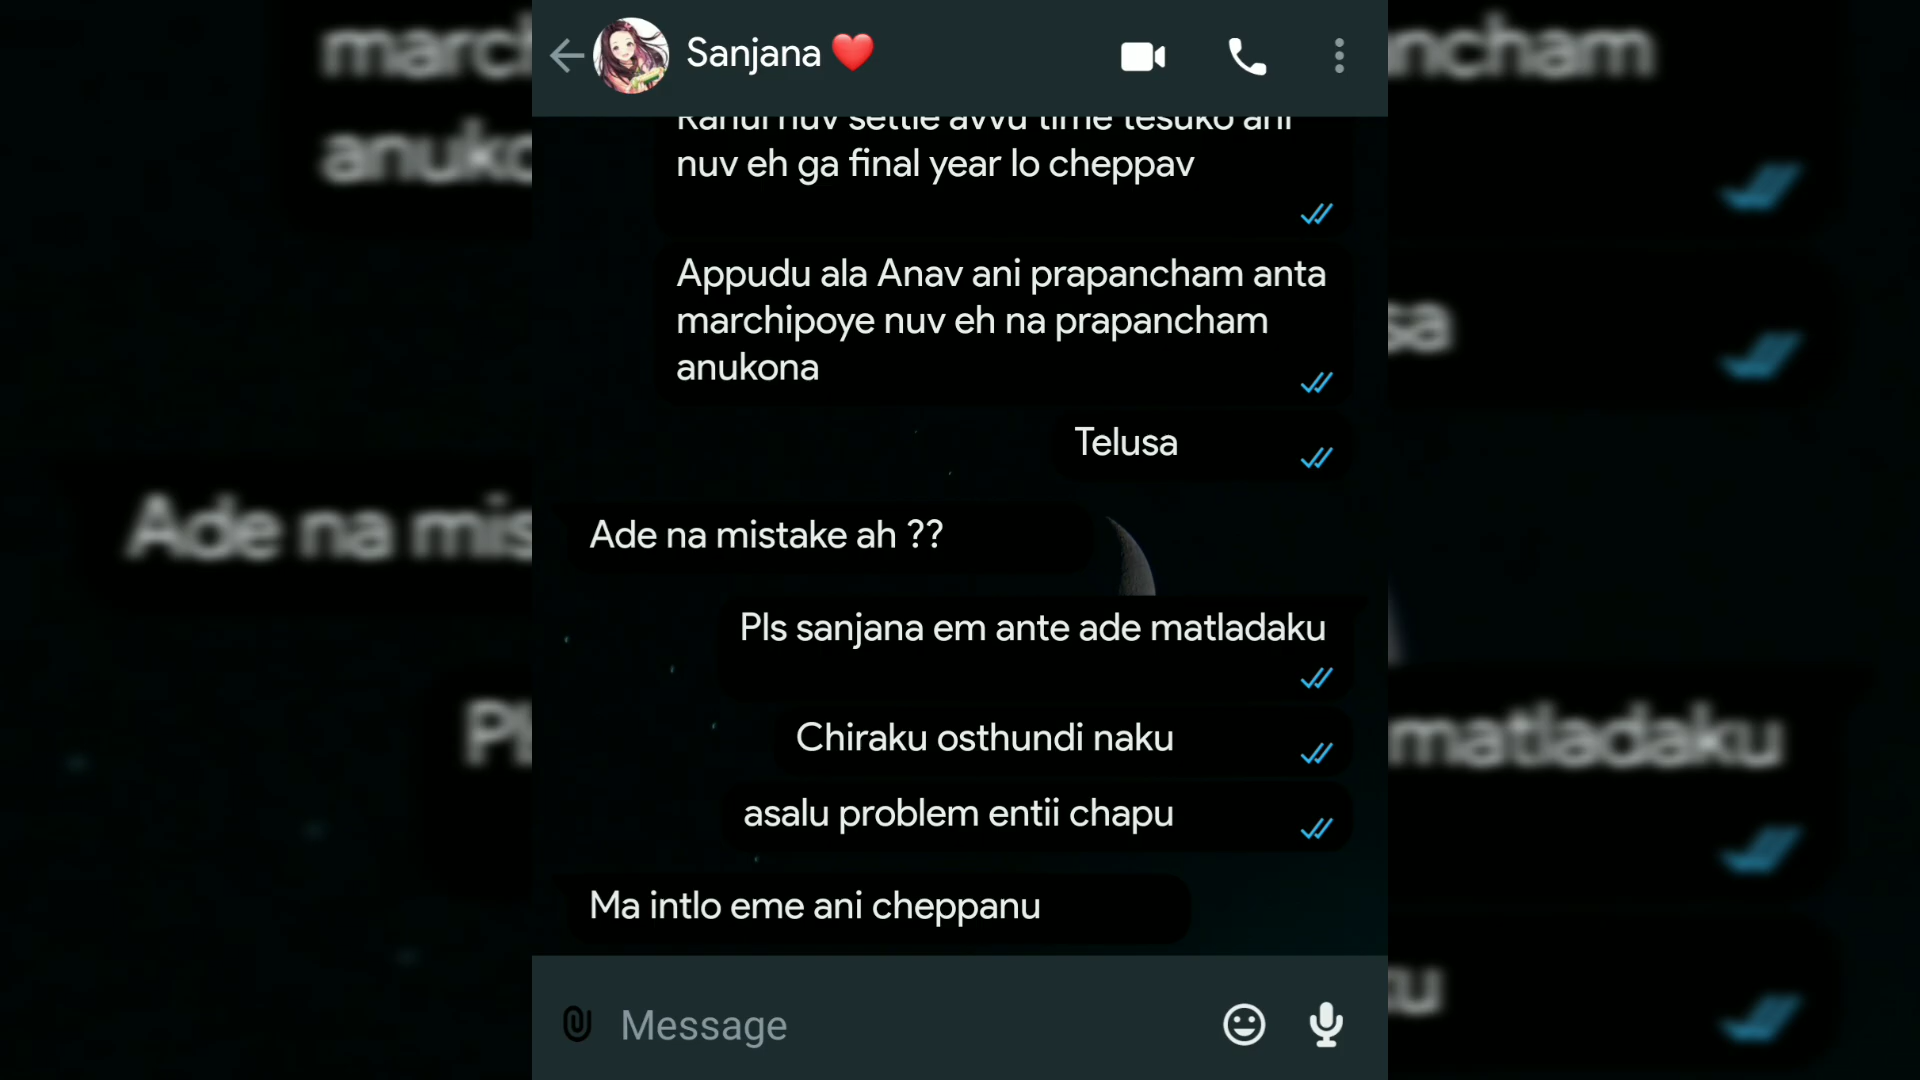 Sanjana
Rahul nuv settle avvu time tesuko ani
nuv eh ga final year lo cheppav
Appudu ala Anav ani prapancham anta
marchipoye nuv eh na prapancham
anukona
Telusa
Ade na mistake ah ??
Pls sanjana em ante ade matladaku
Chiraku osthundi naku
asalu problem entii chapu
Ma intlo eme ani cheppanu
Message